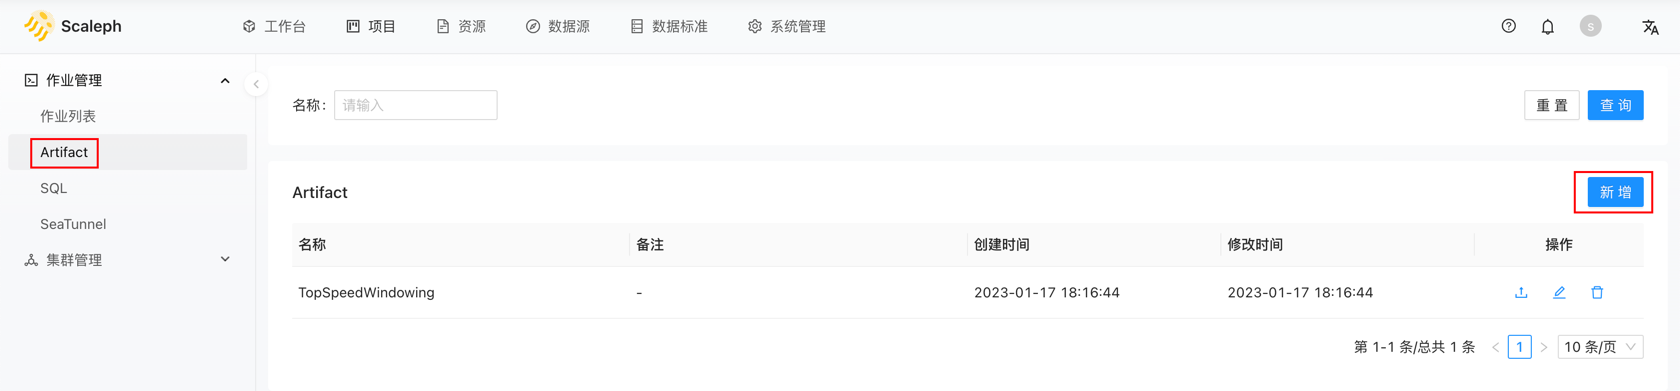 Scaleph
工作台
项目
资源
数据源
数据标准
系统管理
S
作业管理
作业列表
Artifact
SQL
SeaTunnel
集群管理
名称：
请输入
重 置
查 询
Artifact
新 增
名称 备注 创建时间 修改时间 操作
TopSpeedWindowing - 2023-01-17 18:16:44 2023-01-17 18:16:44
第 1-1 条/总共 1 条 < 1 > 10 条/页